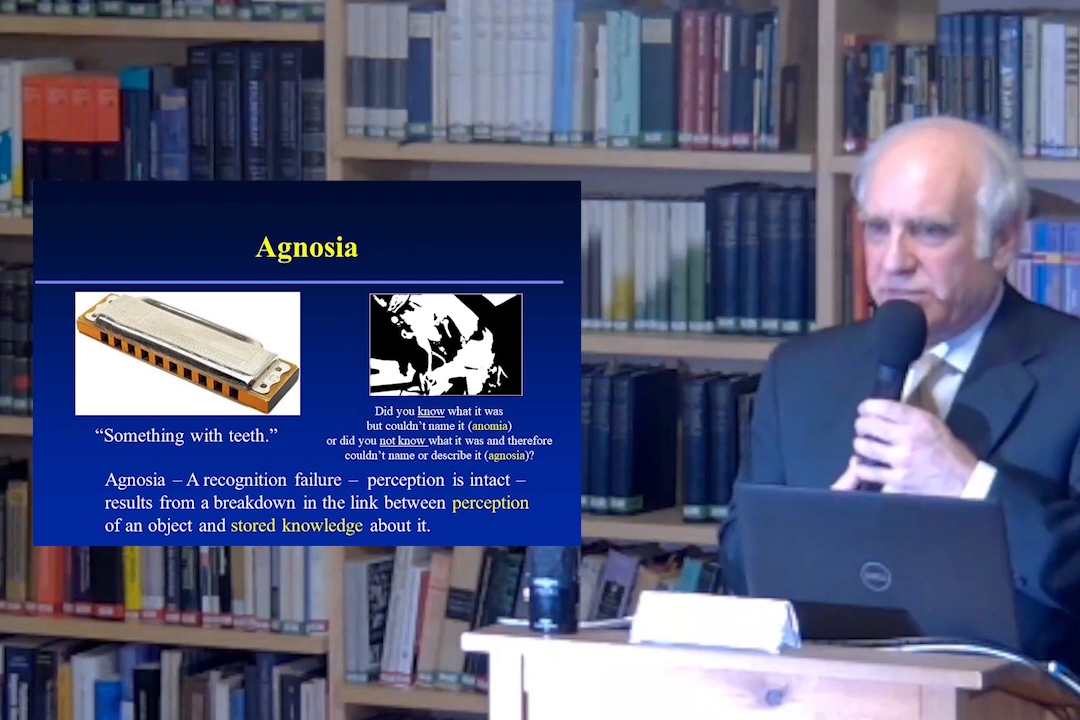 Agnosia
“Something with teeth.”
Did you know what it was
but couldn’t name it (anomia)
or did you not know what it was and therefore
couldn’t name or describe it (agnosia)?
Agnosia – A recognition failure – perception is intact –
results from a breakdown in the link between perception
of an object and stored knowledge about it.
DELL